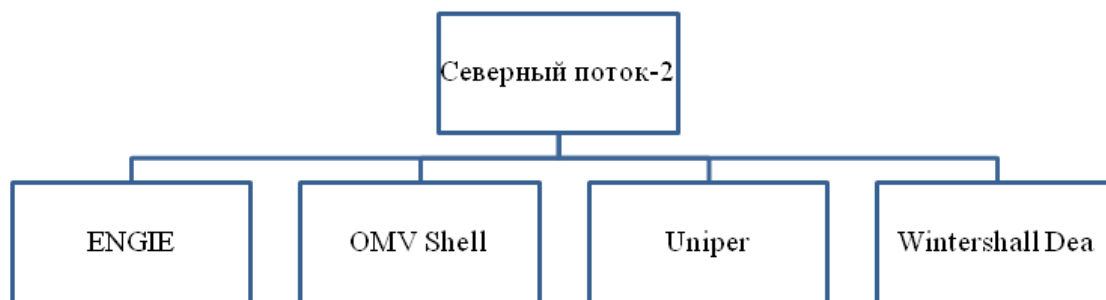 Северный поток-2
ENGIE
OMV Shell
Uniper
Wintershall Dea